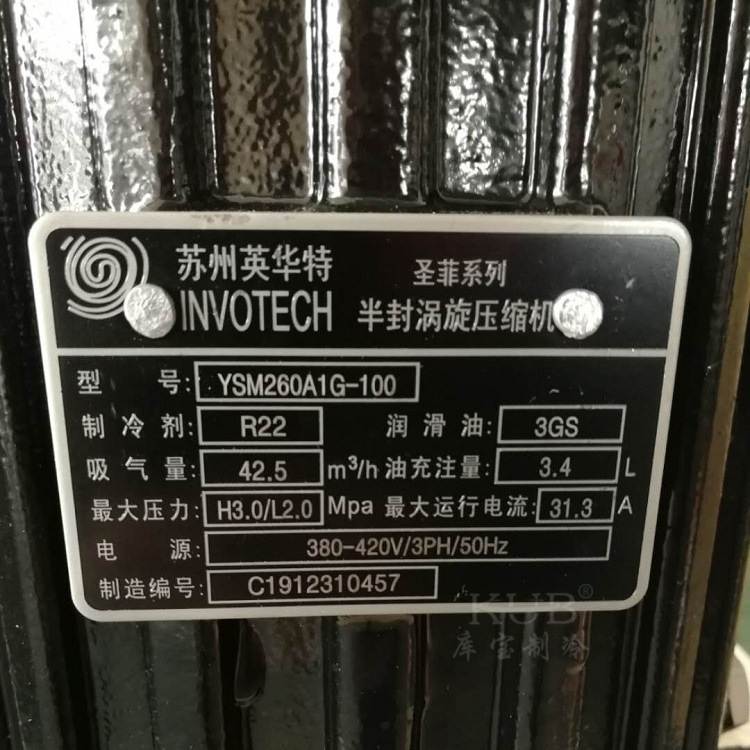 苏州英华特 圣菲系列
INVOTECH 半封涡旋压缩机
型 号: YSM260A1G-100
制冷剂: R22 润滑油: 3GS
吸气量: 42.5 m³/h 油充注量: 3.4 L
最大压力: H3.0/L2.0 Mpa 最大运行电流: 31.3 A
电 源: 380-420V/3PH/50Hz
制造编号: C1912310457
KUB®
库宝制冷